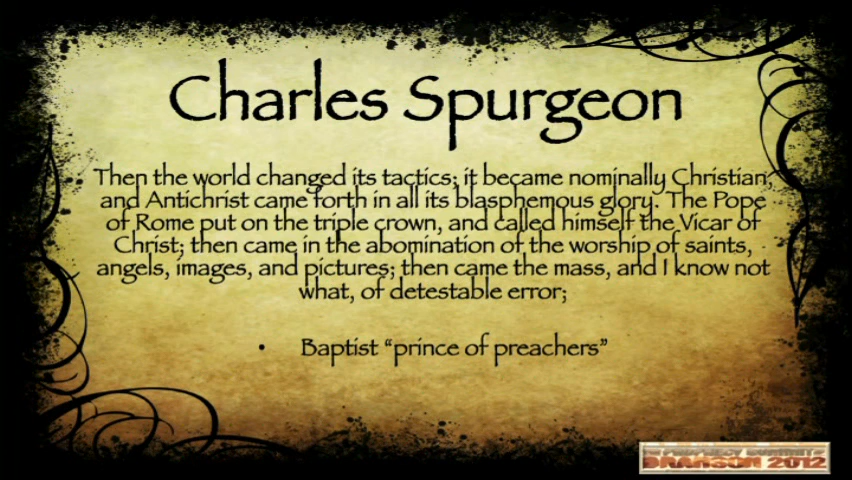 Charles Spurgeon
Then the world changed its tactics; it became nominally Christian,
and Antichrist came forth in all its blasphemous glory. The Pope
of Rome put on the triple crown, and called himself the Vicar of
Christ; then came in the abomination of the worship of saints,
angels, images, and pictures; then came the mass, and I know not
what, of detestable error;
• Baptist “prince of preachers”
PROPHECY SUMMIT
BRANSON 2012